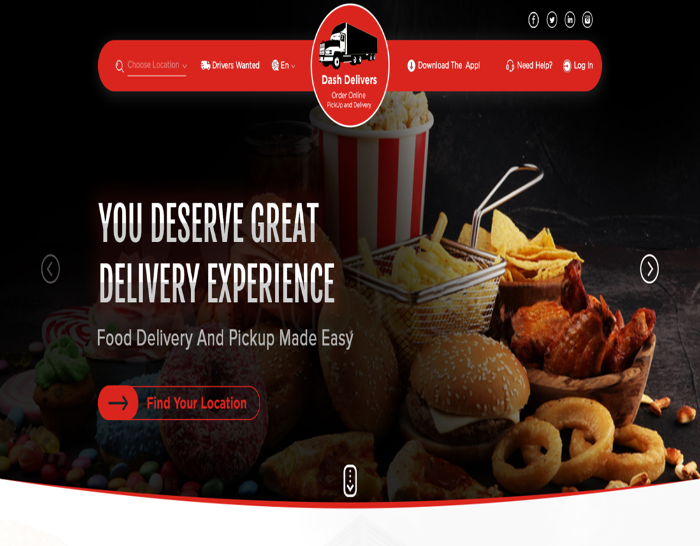 Choose Location
Drivers Wanted
En
Dash Delivers
Order Online
PickUp and Delivery
Download The App!
Need Help?
Log In
YOU DESERVE GREAT
DELIVERY EXPERIENCE
Food Delivery And Pickup Made Easy
Find Your Location